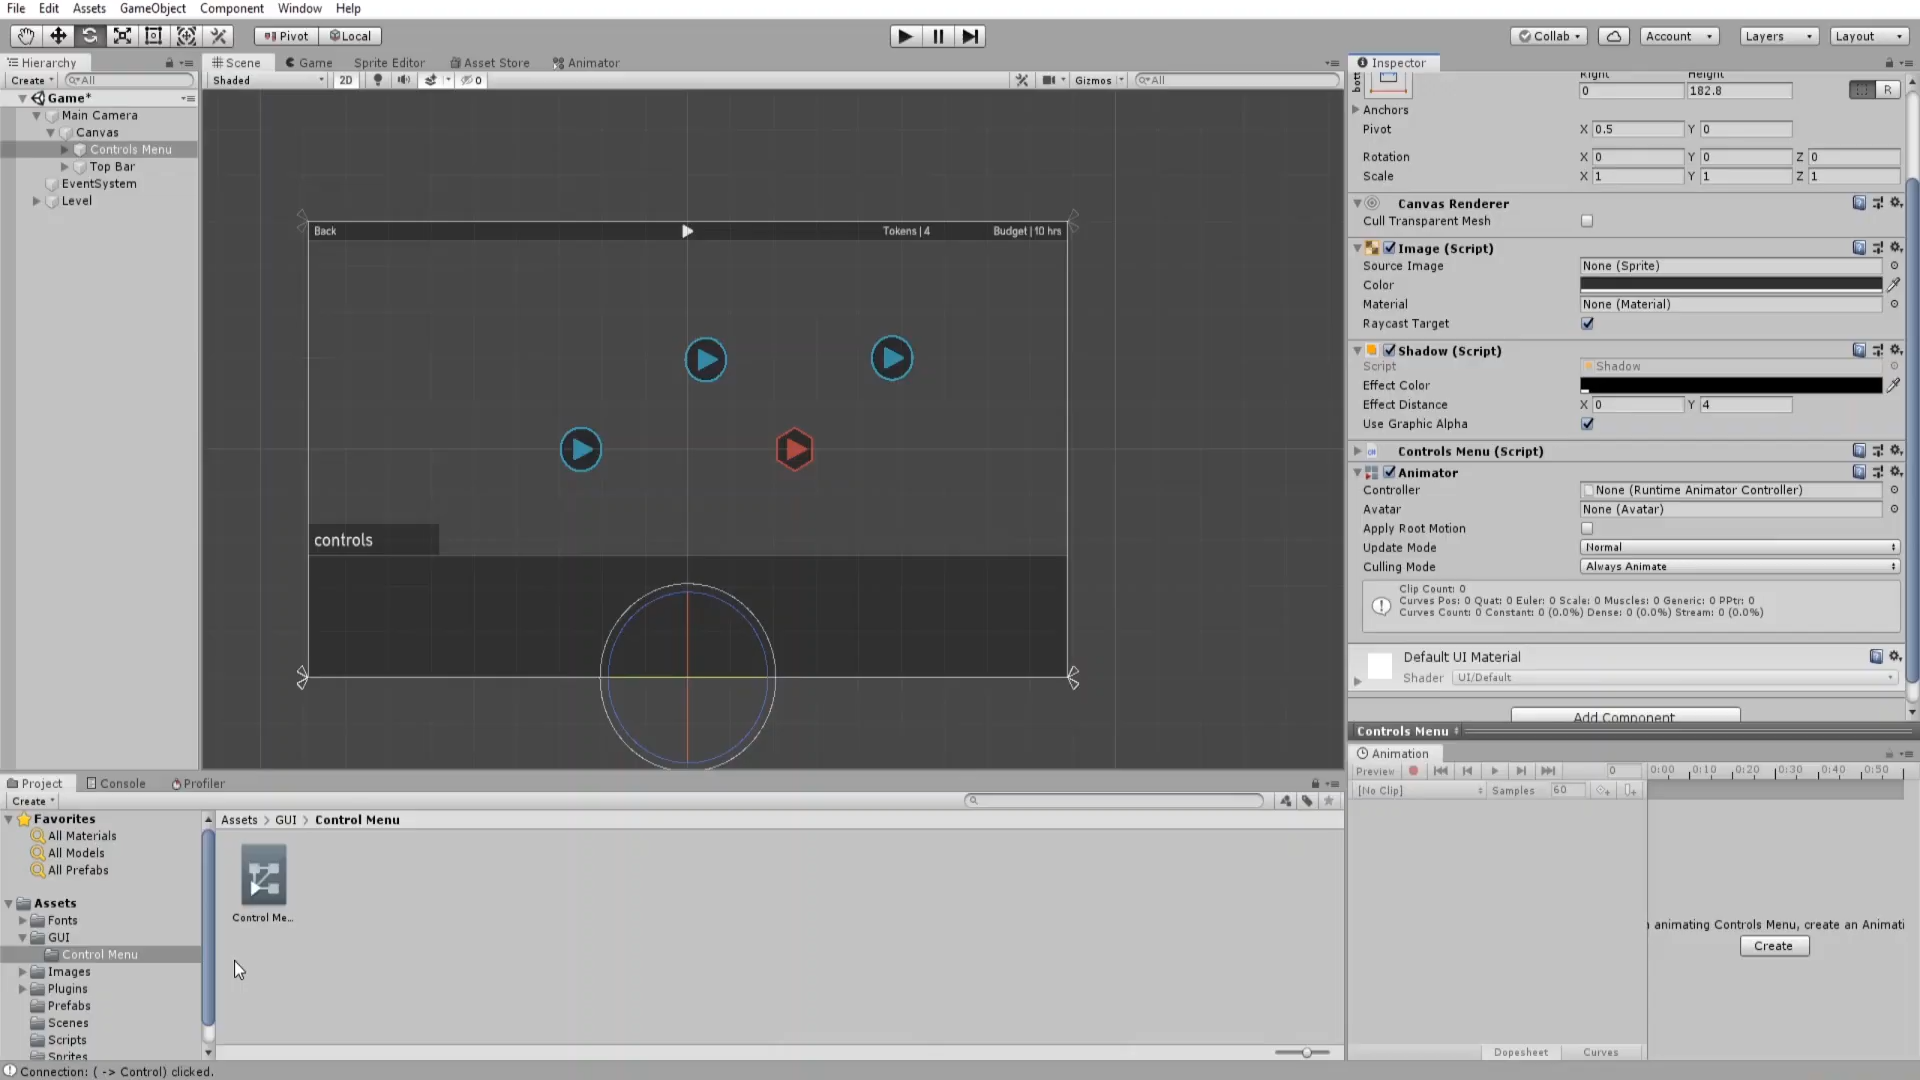 File Edit Assets GameObject Component Window Help
Pivot Local Collab Account Layers Layout
Hierarchy
Create All
Game*
Main Camera
Canvas
Controls Menu
Top Bar
EventSystem
Level
Scene Game Sprite Editor Asset Store Animator
Shaded 2D 0 Gizmos All
Back Tokens | 4 Budget | 10 hrs
controls
Inspector
Right Height
0 182.8 R
Anchors
Pivot X 0.5 Y 0
Rotation X 0 Y 0 Z 0
Scale X 1 Y 1 Z 1
Canvas Renderer
Cull Transparent Mesh
Image (Script)
Source Image None (Sprite)
Color
Material None (Material)
Raycast Target
Shadow (Script)
Script Shadow
Effect Color
Effect Distance X 0 Y 4
Use Graphic Alpha
Controls Menu (Script)
Animator
Controller None (Runtime Animator Controller)
Avatar None (Avatar)
Apply Root Motion
Update Mode Normal
Culling Mode Always Animate
Clip Count: 0
Curves Pos: 0 Quat: 0 Euler: 0 Scale: 0 Muscles: 0 Generic: 0 PPtr: 0
Curves Count: 0 Constant: 0 (0.0%) Dense: 0 (0.0%) Stream: 0 (0.0%)
Default UI Material
Shader UI/Default
Add Component
Controls Menu
Animation
Preview 0 0:00 0:10 0:20 0:30 0:40 0:50
[No Clip] Samples 60
animating Controls Menu, create an Animati
Create
Dopesheet Curves
Project Console Profiler
Create
Favorites
All Materials
All Models
All Prefabs
Assets
Fonts
GUI
Control Menu
Images
Plugins
Prefabs
Scenes
Scripts
Sprites
Assets > GUI > Control Menu
Control Me...
Connection: ( -> Control) clicked.